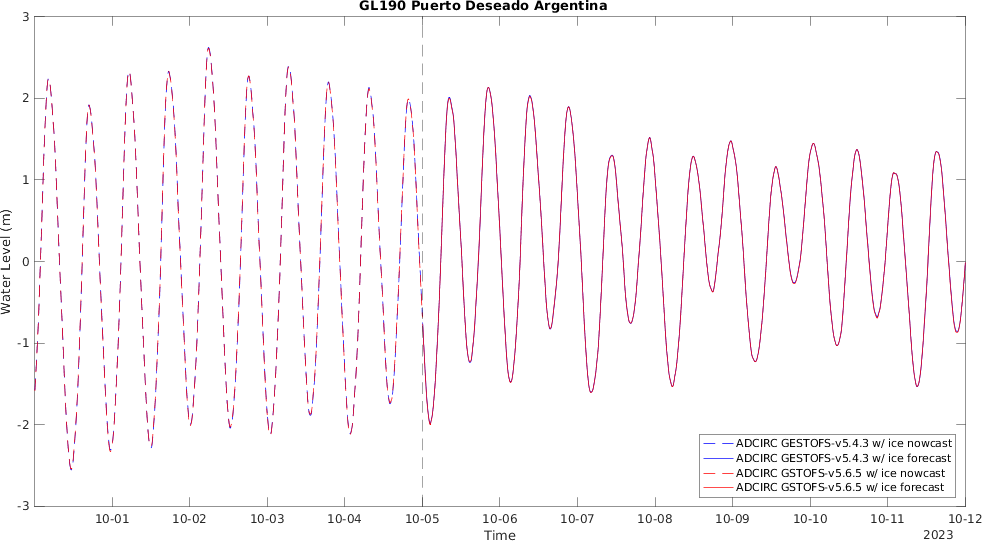 GL190 Puerto Deseado Argentina
3
2
1
0
-1
-2
-3
Water Level (m)
ADCIRC GESTOFS-v5.4.3 w/ ice nowcast
ADCIRC GESTOFS-v5.4.3 w/ ice forecast
ADCIRC GSTOFS-v5.6.5 w/ ice nowcast
ADCIRC GSTOFS-v5.6.5 w/ ice forecast
10-01 10-02 10-03 10-04 10-05 10-06 10-07 10-08 10-09 10-10 10-11 10-12
Time
2023